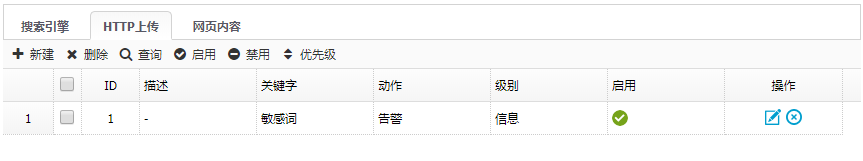 搜索引擎 HTTP上传 网页内容
新建 删除 查询 启用 禁用 优先级
ID 描述 关键字 动作 级别 启用 操作
1 1 - 敏感词 告警 信息